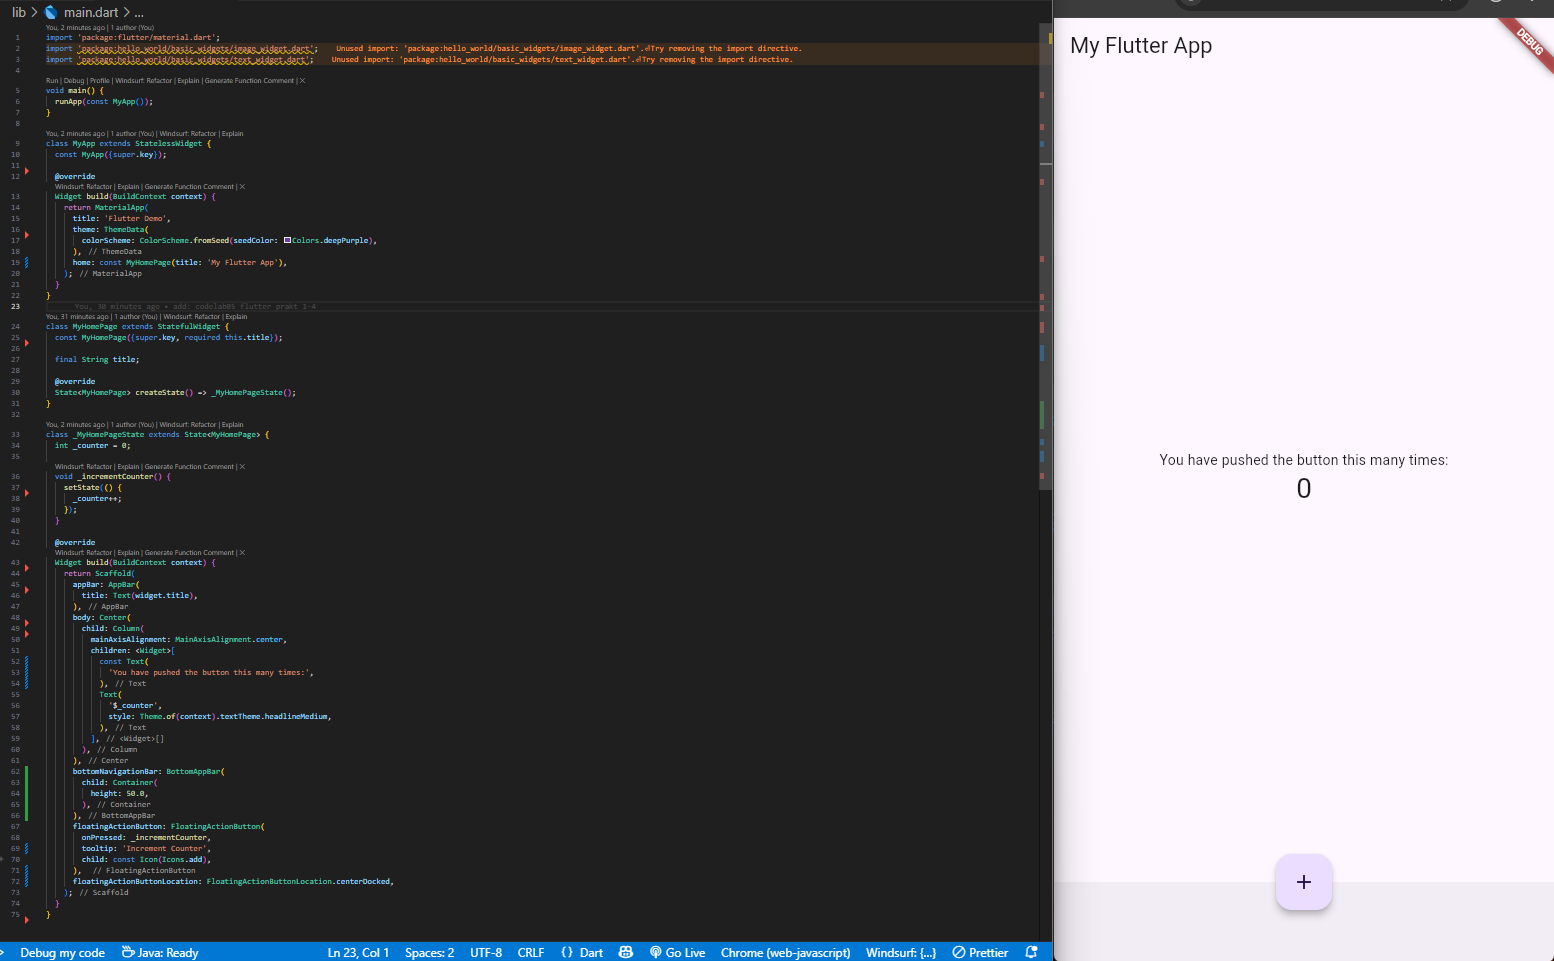 lib > main.dart > ...
You, 2 minutes ago | 1 author (You)
1 import 'package:flutter/material.dart';
2 import 'package:hello_world/basic_widgets/image_widget.dart'; Unused import: 'package:hello_world/basic_widgets/image_widget.dart'.⏎Try removing the import directive.
3 import 'package:hello_world/basic_widgets/text_widget.dart'; Unused import: 'package:hello_world/basic_widgets/text_widget.dart'.⏎Try removing the import directive.
4
Run | Debug | Profile | Windsurf: Refactor | Explain | Generate Function Comment | X
5 void main() {
6 runApp(const MyApp());
7 }
8
You, 2 minutes ago | 1 author (You) | Windsurf: Refactor | Explain
9 class MyApp extends StatelessWidget {
10 const MyApp({super.key});
11
12 @override
Windsurf: Refactor | Explain | Generate Function Comment | X
13 Widget build(BuildContext context) {
14 return MaterialApp(
15 title: 'Flutter Demo',
16 theme: ThemeData(
17 colorScheme: ColorScheme.fromSeed(seedColor: Colors.deepPurple),
18 ), // ThemeData
19 home: const MyHomePage(title: 'My Flutter App'),
20 ); // MaterialApp
21 }
22 }
23 You, 30 minutes ago • add: codelab05 flutter prakt 1-4
You, 31 minutes ago | 1 author (You) | Windsurf: Refactor | Explain
24 class MyHomePage extends StatefulWidget {
25 const MyHomePage({super.key, required this.title});
26
27 final String title;
28
29 @override
30 State<MyHomePage> createState() => _MyHomePageState();
31 }
32
You, 2 minutes ago | 1 author (You) | Windsurf: Refactor | Explain
33 class _MyHomePageState extends State<MyHomePage> {
34 int _counter = 0;
35
Windsurf: Refactor | Explain | Generate Function Comment | X
36 void _incrementCounter() {
37 setState(() {
38 _counter++;
39 });
40 }
41
42 @override
Windsurf: Refactor | Explain | Generate Function Comment | X
43 Widget build(BuildContext context) {
44 return Scaffold(
45 appBar: AppBar(
46 title: Text(widget.title),
47 ), // AppBar
48 body: Center(
49 child: Column(
50 mainAxisAlignment: MainAxisAlignment.center,
51 children: <Widget>[
52 const Text(
53 'You have pushed the button this many times:',
54 ), // Text
55 Text(
56 '$_counter',
57 style: Theme.of(context).textTheme.headlineMedium,
58 ), // Text
59 ], // <Widget>[]
60 ), // Column
61 ), // Center
62 bottomNavigationBar: BottomAppBar(
63 child: Container(
64 height: 50.0,
65 ), // Container
66 ), // BottomAppBar
67 floatingActionButton: FloatingActionButton(
68 onPressed: _incrementCounter,
69 tooltip: 'Increment Counter',
70 child: const Icon(Icons.add),
71 ), // FloatingActionButton
72 floatingActionButtonLocation: FloatingActionButtonLocation.centerDocked,
73 ); // Scaffold
74 }
75 }
Debug my code Java: Ready Ln 23, Col 1 Spaces: 2 UTF-8 CRLF {} Dart Go Live Chrome (web-javascript) Windsurf: {...} Prettier
My Flutter App
DEBUG
You have pushed the button this many times:
0
+